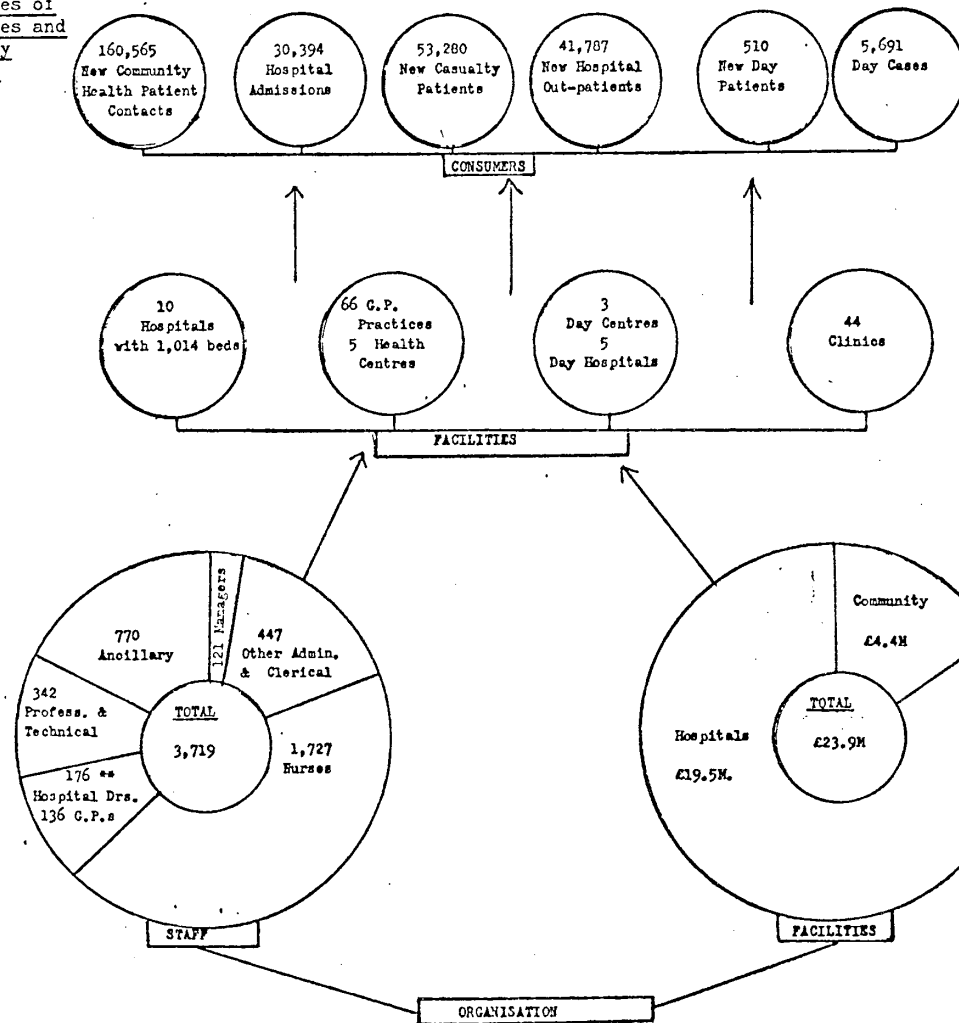 es of
es and
y
160,565
New Community
Health Patient
Contacts
30,394
Hospital
Admissions
53,280
New Casualty
Patients
41,787
New Hospital
Out-patients
510
New Day
Patients
5,691
Day Cases
CONSUMERS
10
Hospitals
with 1,014 beds
66 G.P.
Practices
5 Health
Centres
3
Day Centres
5
Day Hospitals
44
Clinics
FACILITIES
770
Ancillary
121 Managers
447
Other Admin.
& Clerical
342
Profess. &
Technical
TOTAL
3,719
1,727
Nurses
176 **
Hospital Drs.
136 G.P.s
STAFF
Community
£4.4M
TOTAL
£23.9M
Hospitals
£19.5M.
FACILITIES
ORGANISATION